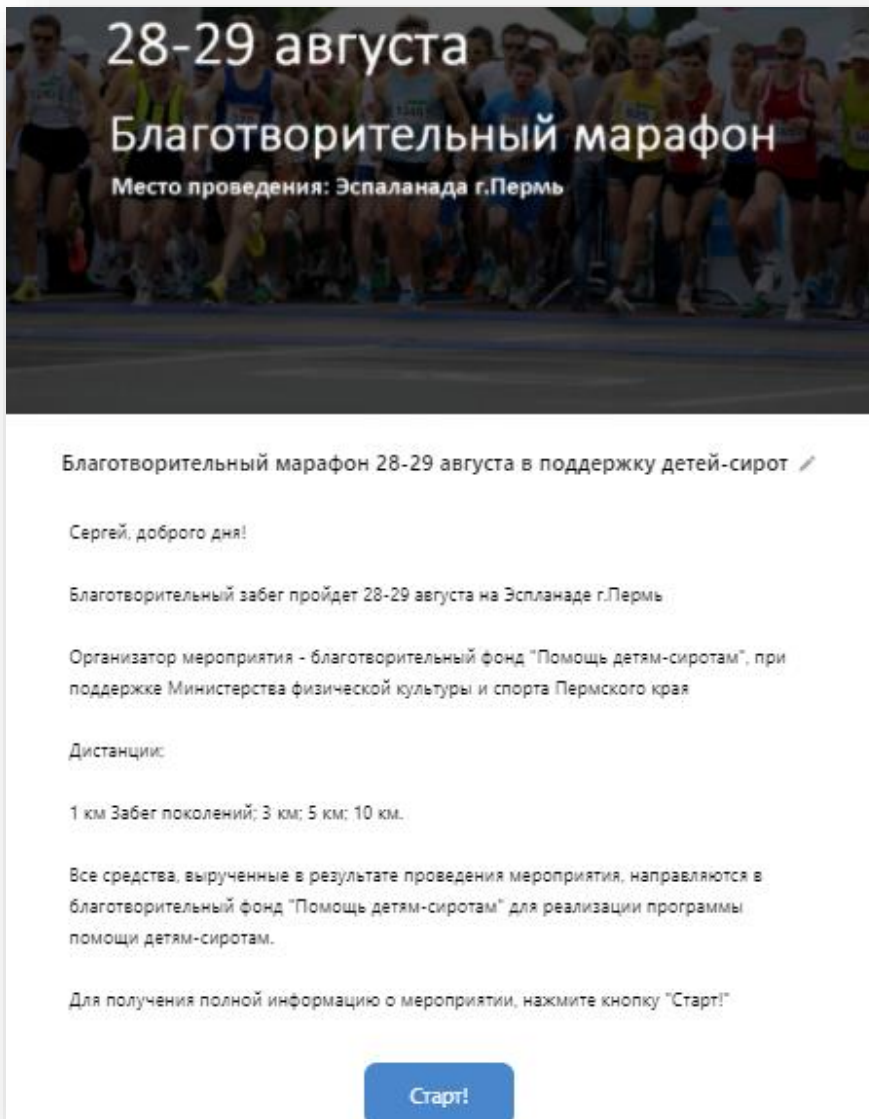 28-29 августа
Благотворительный марафон
Место проведения: Эспаланада г.Пермь
Благотворительный марафон 28-29 августа в поддержку детей-сирот
Сергей, доброго дня!
Благотворительный забег пройдет 28-29 августа на Эспланаде г.Пермь
Организатор мероприятия - благотворительный фонд "Помощь детям-сиротам", при
поддержке Министерства физической культуры и спорта Пермского края
Дистанции:
1 км Забег поколений; 3 км; 5 км; 10 км.
Все средства, вырученные в результате проведения мероприятия, направляются в
благотворительный фонд "Помощь детям-сиротам" для реализации программы
помощи детям-сиротам.
Для получения полной информацию о мероприятии, нажмите кнопку "Старт!"
Старт!